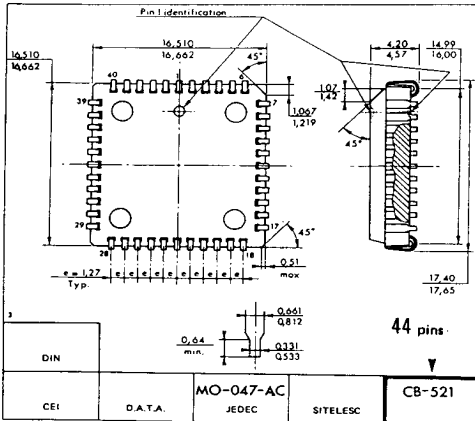 Pin 1 identification
16,510
16,662
45°
4,20
4,57
14,99
16,00
16,510
16,662
40
6
39
7
1,067
1,219
1,07
1,42
45°
29
17
28
18
45°
e = 1,27
Typ.
e e e e e e e e e
0,51
max
17,40
17,65
0,661
0,812
0,64
min.
0,331
0,533
44 pins
3
DIN
CEI
D.A.T.A.
MO-047-AC
JEDEC
SITELESC
CB-521